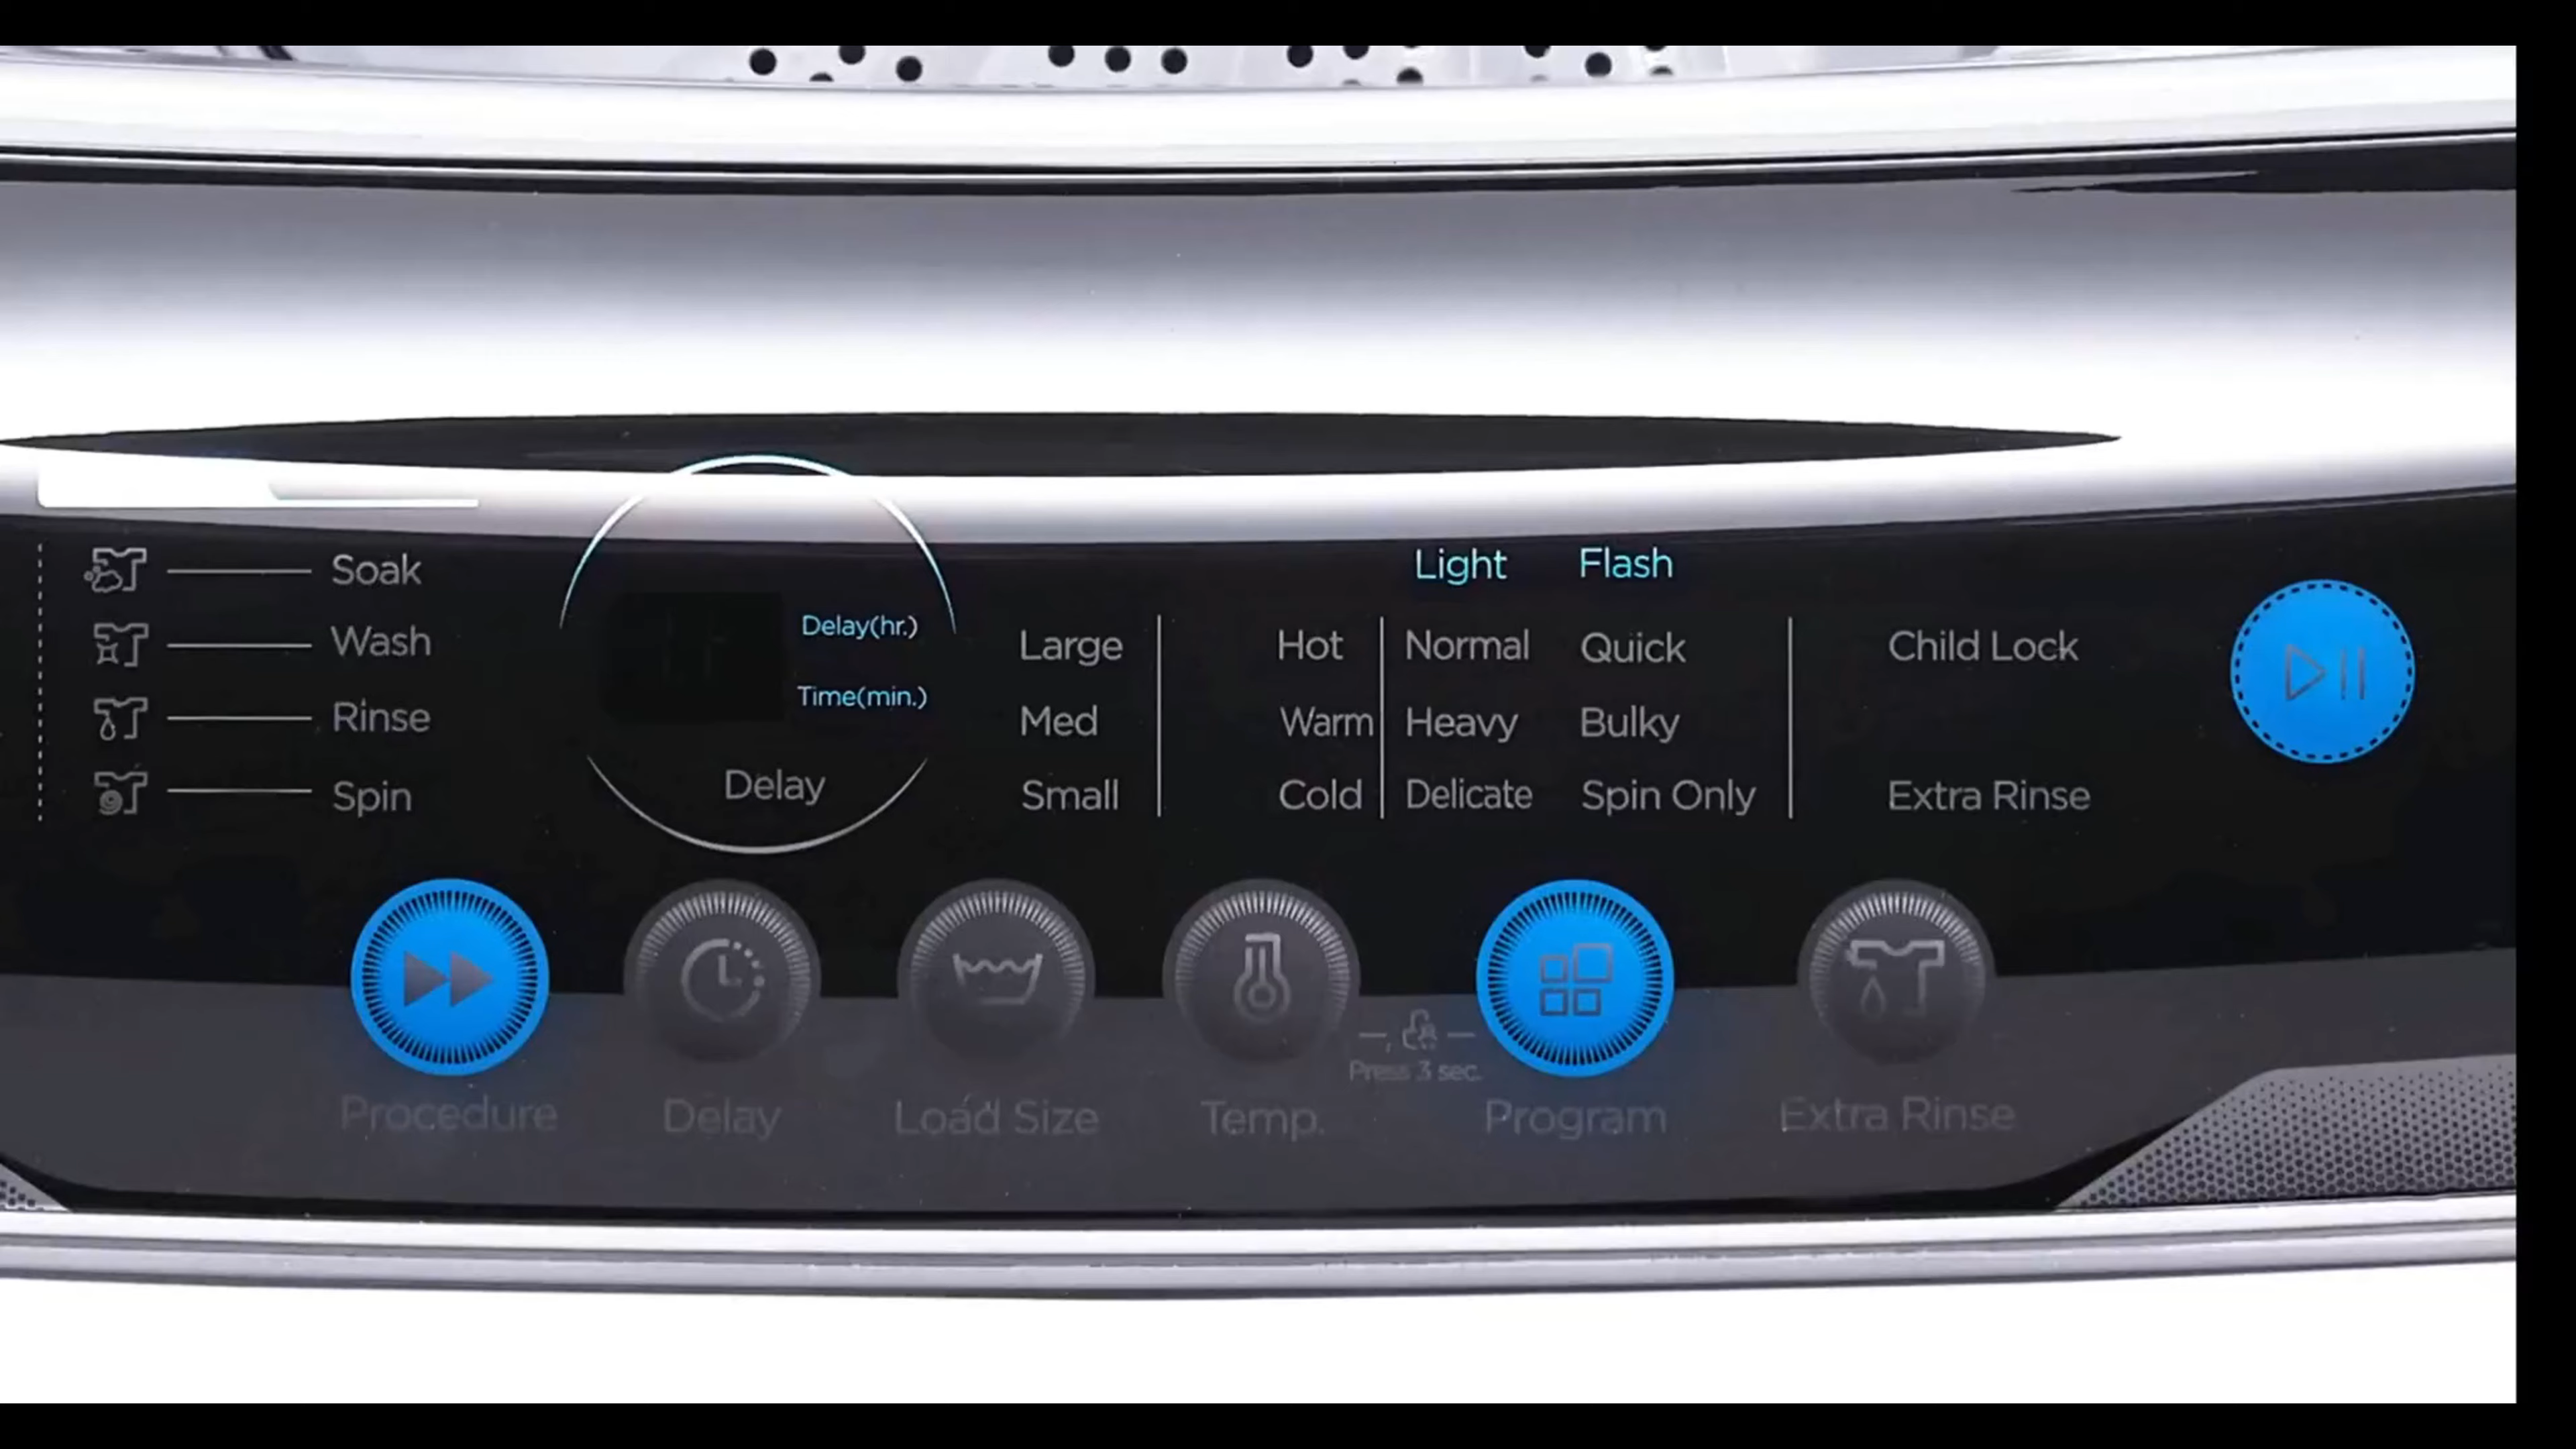 Soak
Wash
Rinse
Spin
Delay(hr.)
Time(min.)
Delay
Large
Med
Small
Hot
Warm
Cold
Light Flash
Normal Quick
Heavy Bulky
Delicate Spin Only
Child Lock
Extra Rinse
Press 3 sec.
Procedure Delay Load Size Temp. Program Extra Rinse